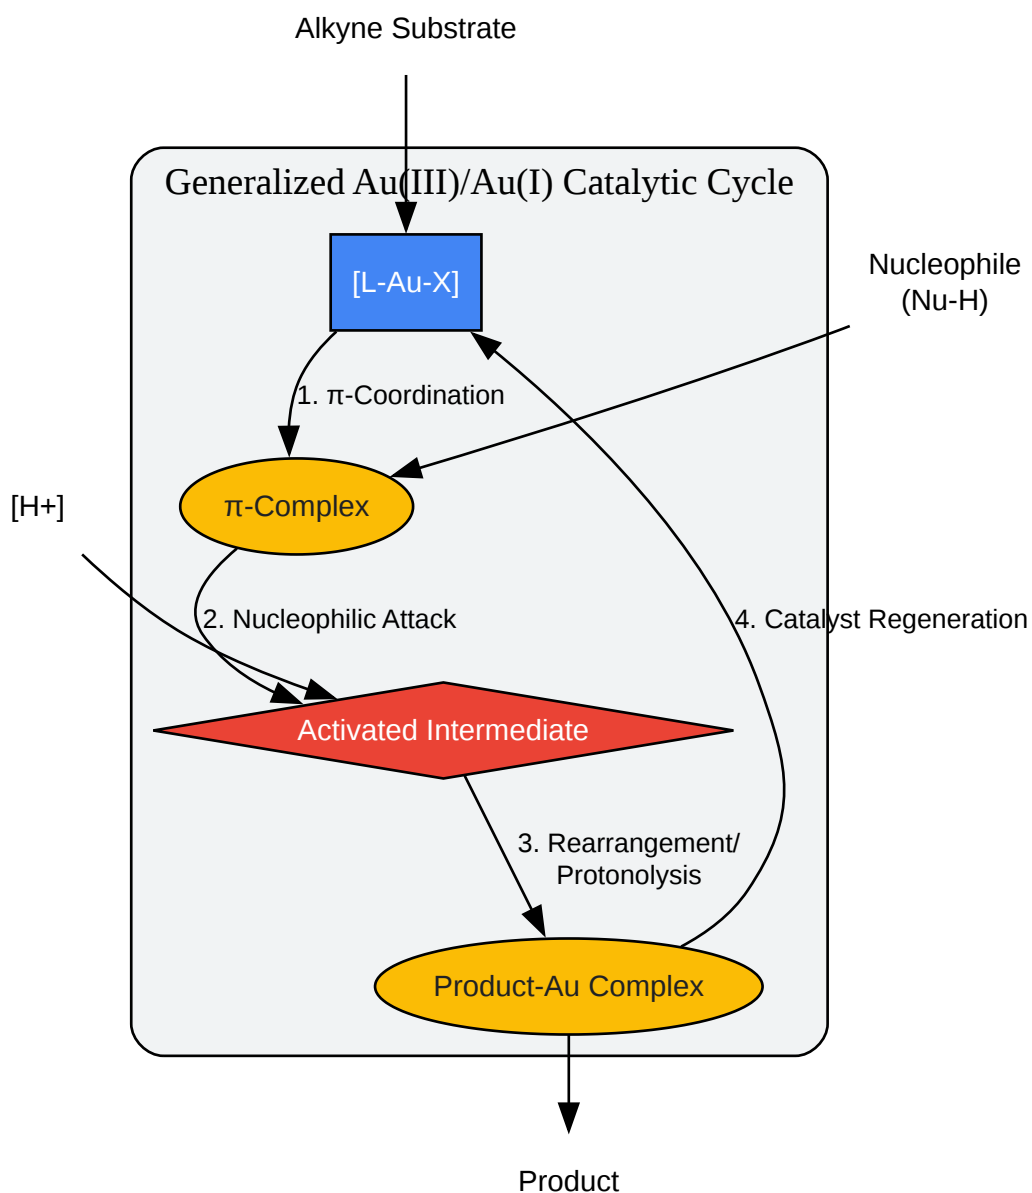 Alkyne Substrate
Generalized Au(III)/Au(I) Catalytic Cycle
[L-Au-X]
Nucleophile
(Nu-H)
1. π-Coordination
π-Complex
[H+]
2. Nucleophilic Attack
4. Catalyst Regeneration
Activated Intermediate
3. Rearrangement/
Protonolysis
Product-Au Complex
Product